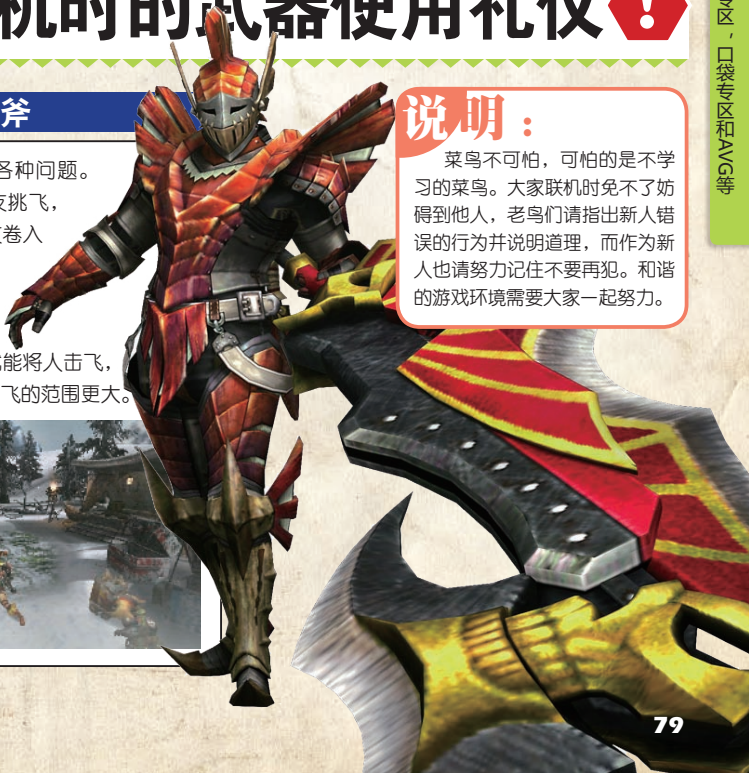 机时的武器使用礼仪!
斧
各种问题。
友挑飞，
卷入
能将人击飞，
飞的范围更大。
说明：
菜鸟不可怕，可怕的是不学
习的菜鸟。大家联机时免不了妨
碍到他人，老鸟们请指出新人错
误的行为并说明道理，而作为新
人也请努力记住不要再犯。和谐
的游戏环境需要大家一起努力。
专区，口袋专区和AVG等
79